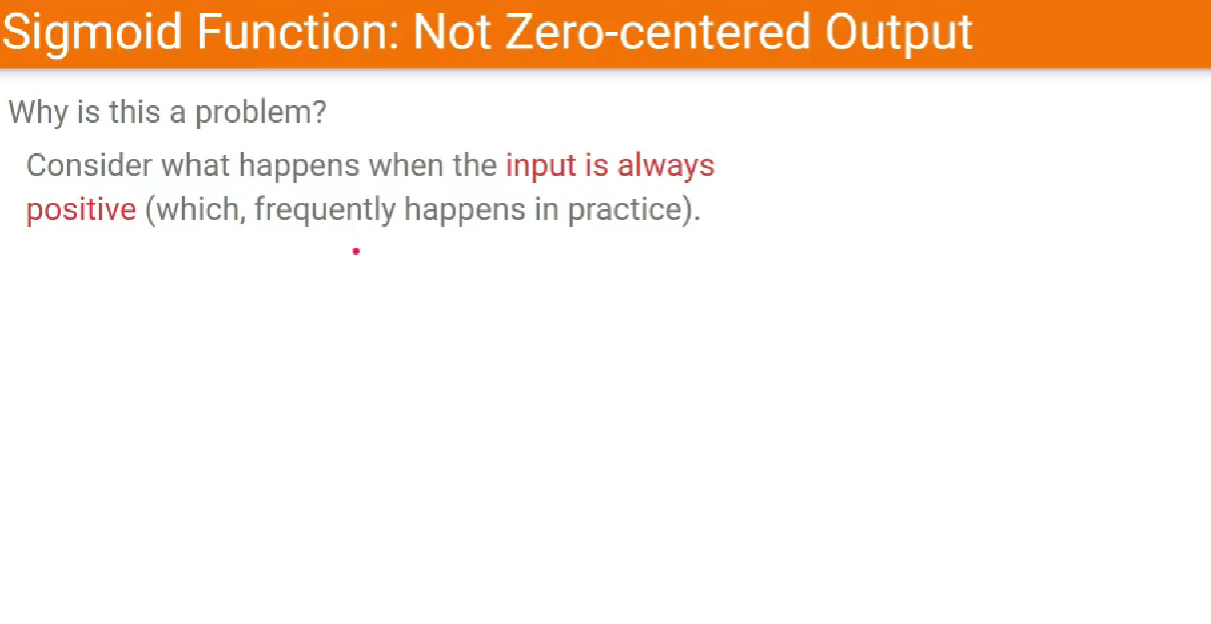 Sigmoid Function: Not Zero-centered Output
Why is this a problem?
Consider what happens when the input is always
positive (which, frequently happens in practice).